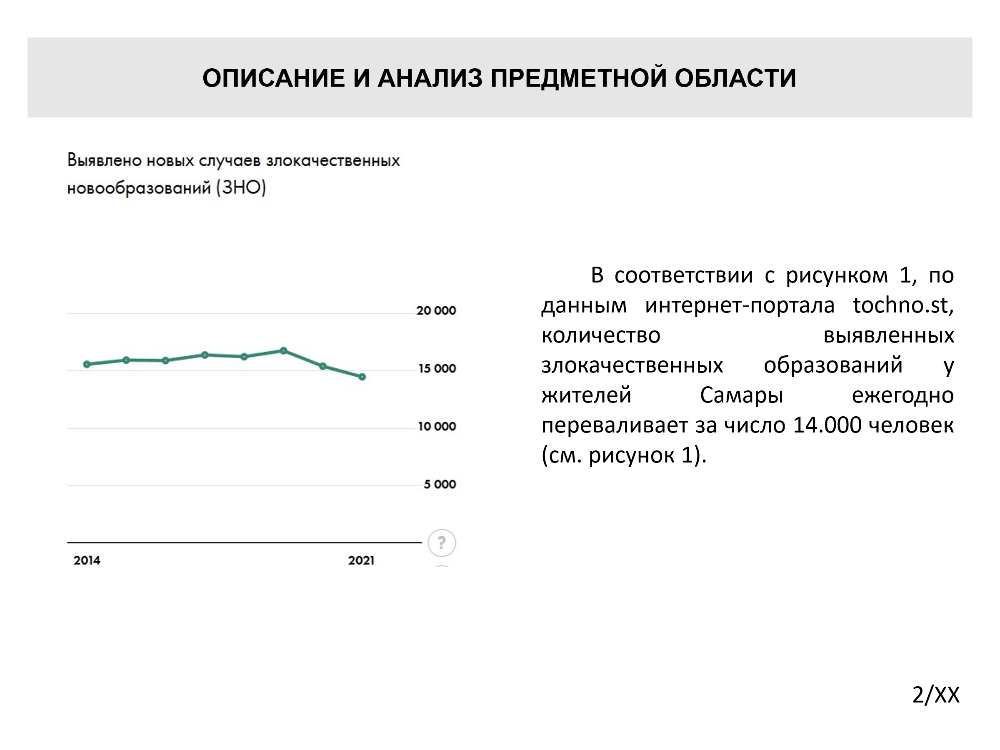 ОПИСАНИЕ И АНАЛИЗ ПРЕДМЕТНОЙ ОБЛАСТИ
Выявлено новых случаев злокачественных
новообразований (ЗНО)
20 000
15 000
10 000
5 000
?
2014
2021
В соответствии с рисунком 1, по
данным интернет-портала tochno.st,
количество выявленных
злокачественных образований у
жителей Самары ежегодно
переваливает за число 14.000 человек
(см. рисунок 1).
2/XX